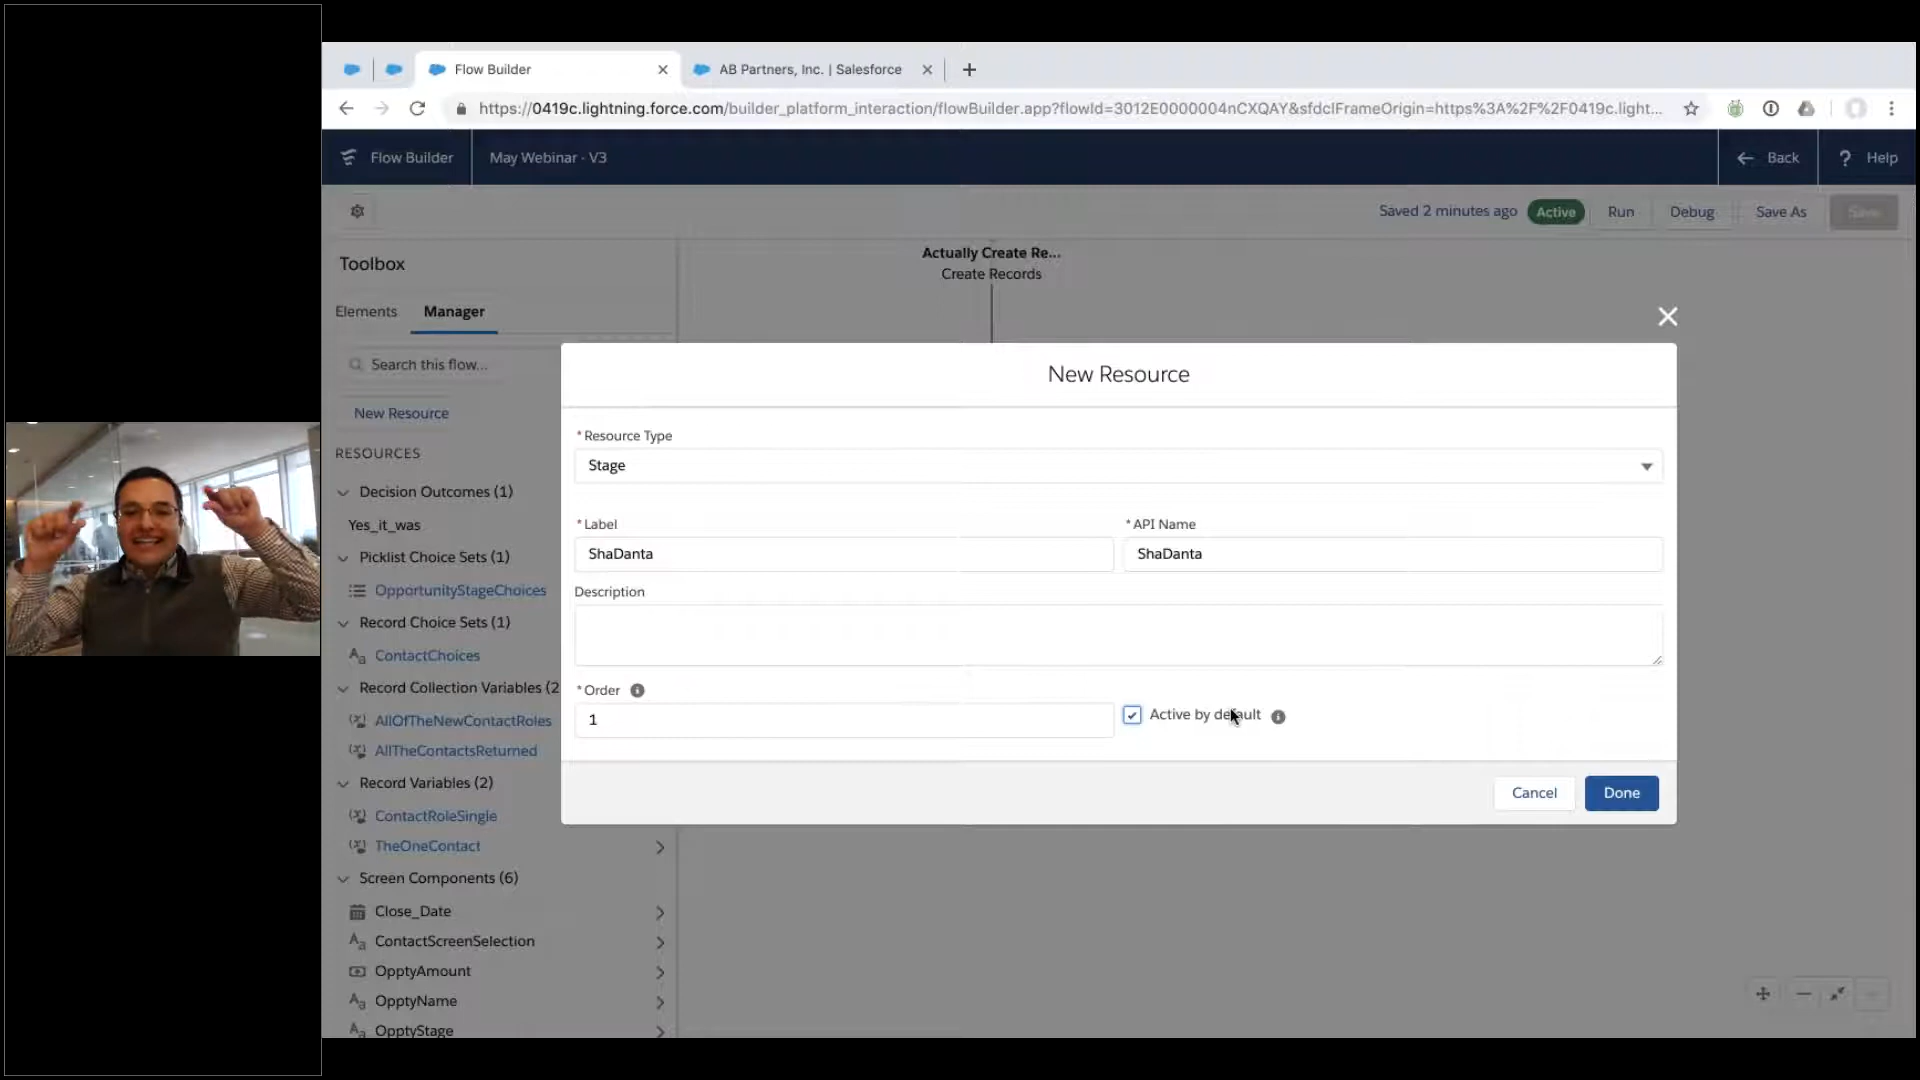 Flow Builder
AB Partners, Inc. | Salesforce
https://0419c.lightning.force.com/builder_platform_interaction/flowBuilder.app?flowId=3012E0000004nCXQAY&sfdcIFrameOrigin=https%3A%2F%2F0419c.light...
Flow Builder
May Webinar - V3
Back
? Help
Saved 2 minutes ago
Active
Run
Debug
Save As
Save
Toolbox
Elements
Manager
Search this flow...
New Resource
RESOURCES
Decision Outcomes (1)
Yes_it_was
Picklist Choice Sets (1)
OpportunityStageChoices
Record Choice Sets (1)
ContactChoices
Record Collection Variables (2
AllOfTheNewContactRoles
AllTheContactsReturned
Record Variables (2)
ContactRoleSingle
TheOneContact
Screen Components (6)
Close_Date
ContactScreenSelection
OpptyAmount
OpptyName
OpptyStage
Actually Create Re...
Create Records
New Resource
* Resource Type
Stage
* Label
ShaDanta
* API Name
ShaDanta
Description
* Order
1
Active by default
Cancel
Done